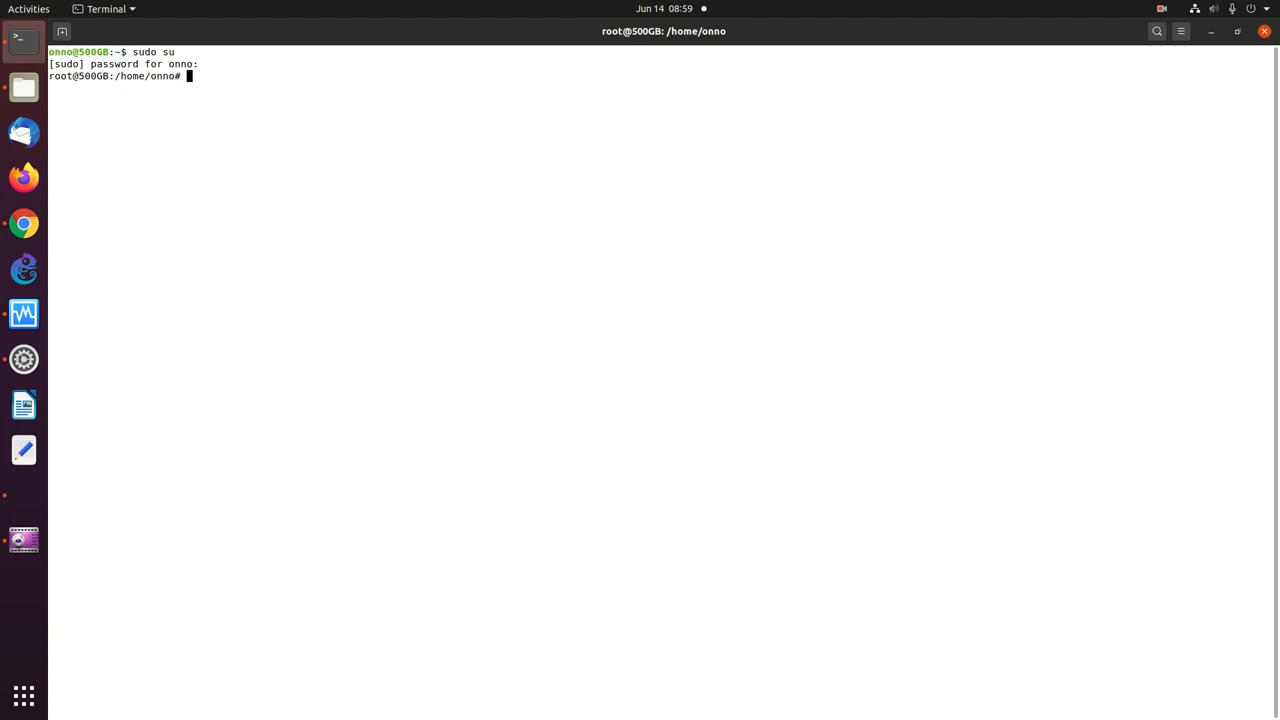 Activities
Terminal
Jun 14 08:59
root@500GB: /home/onno
onno@500GB:~$ sudo su
[sudo] password for onno:
root@500GB:/home/onno#